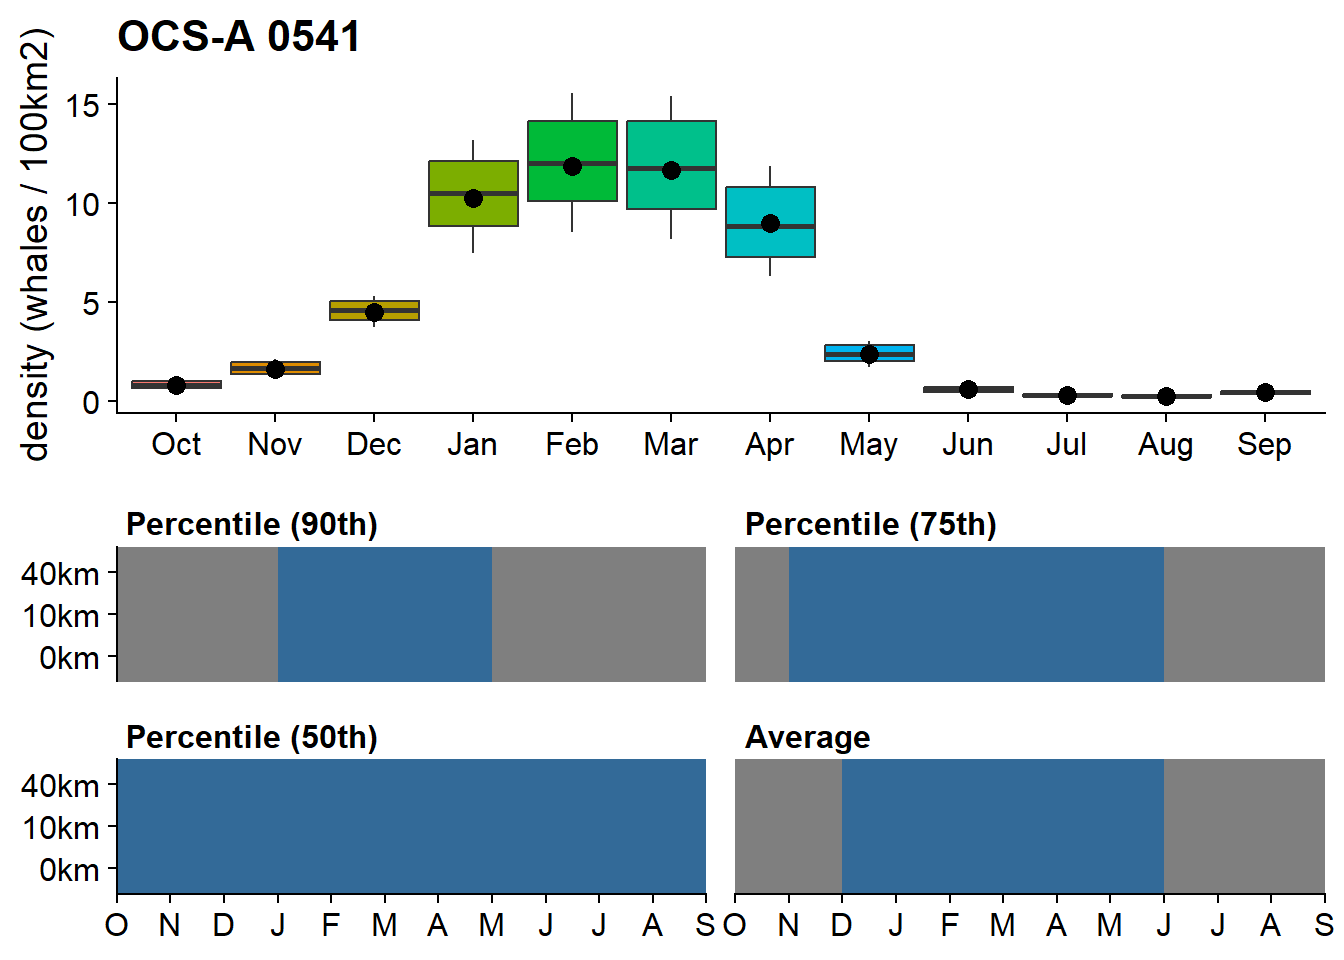 OCS-A 0541
density (whales / 100km2)
15
10
5
0
Oct Nov Dec Jan Feb Mar Apr May Jun Jul Aug Sep
Percentile (90th) Percentile (75th)
40km
10km
0km
Percentile (50th) Average
40km
10km
0km
O N D J F M A M J J A S O N D J F M A M J J A S